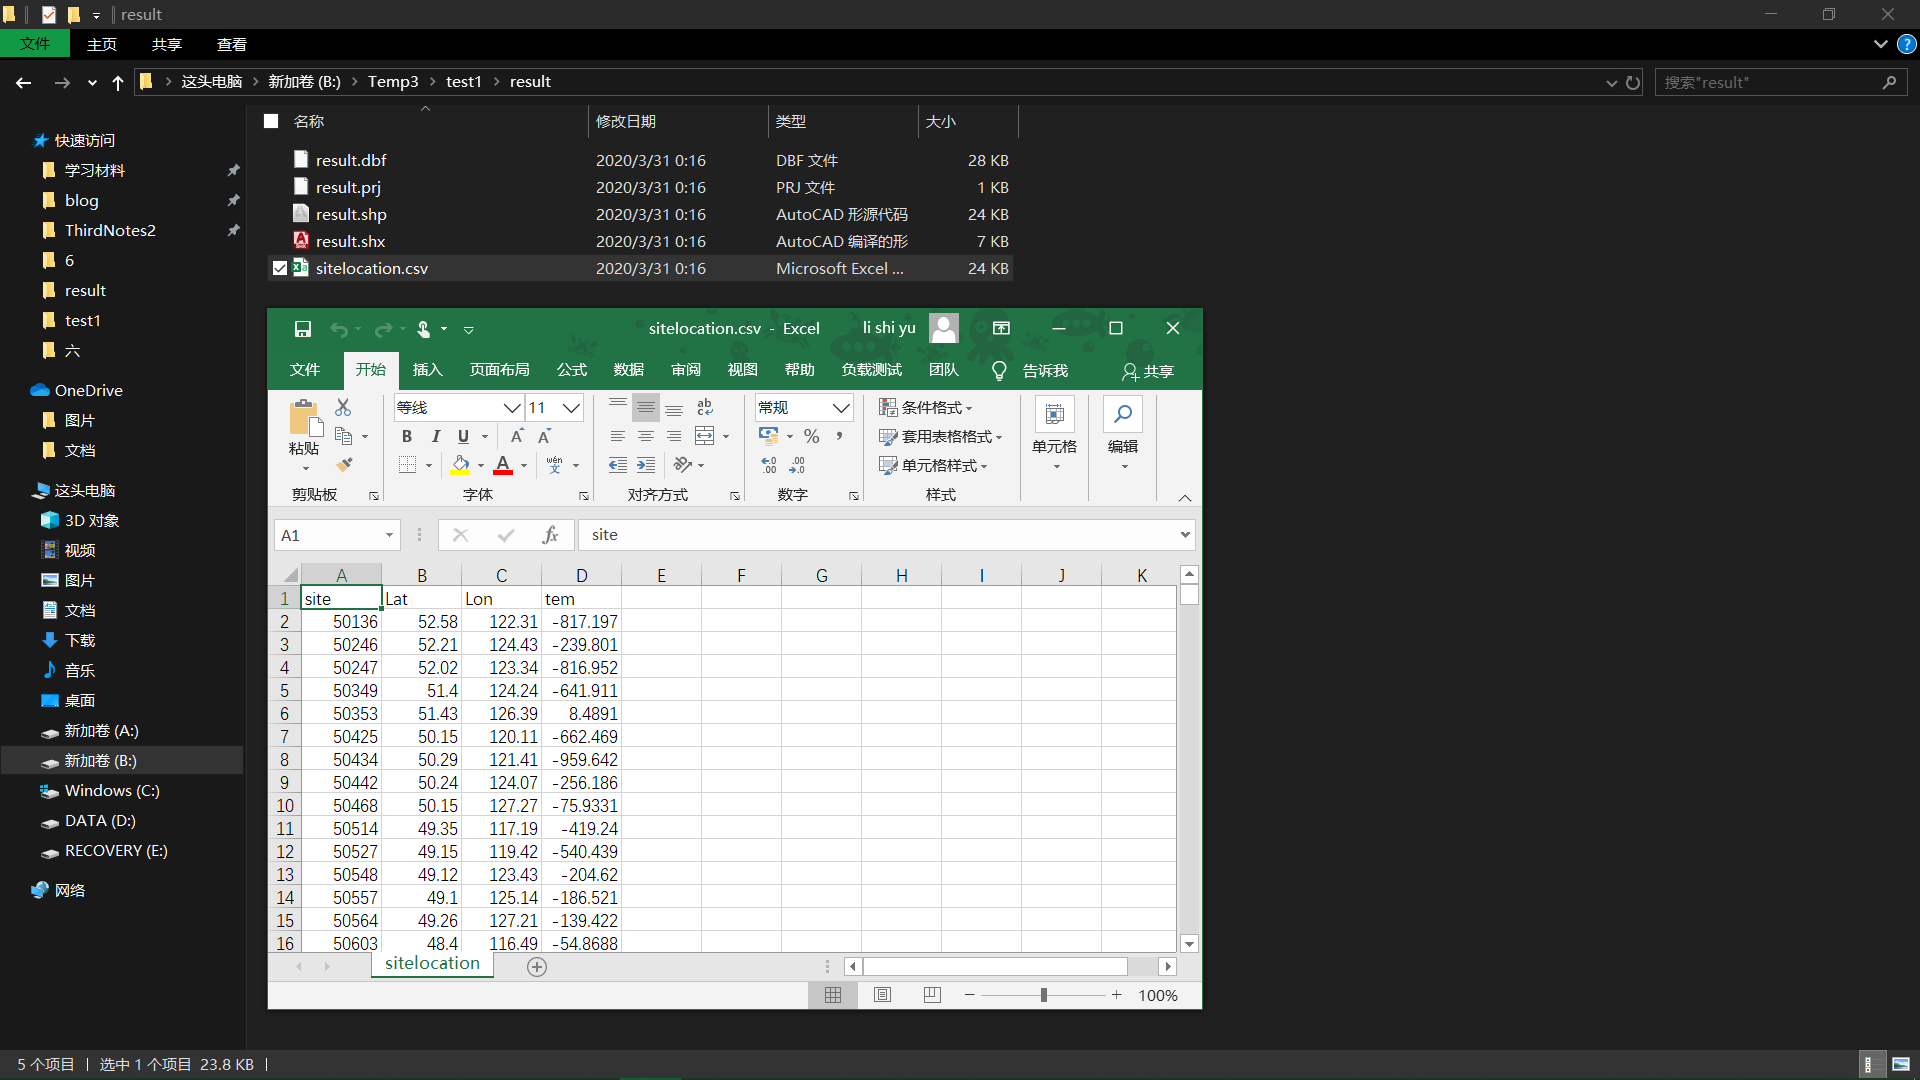 result
文件 主页 共享 查看
这头电脑 新加卷 (B:) Temp3 test1 result
搜索"result"
名称 修改日期 类型 大小
result.dbf 2020/3/31 0:16 DBF 文件 28 KB
result.prj 2020/3/31 0:16 PRJ 文件 1 KB
result.shp 2020/3/31 0:16 AutoCAD 形源代码 24 KB
result.shx 2020/3/31 0:16 AutoCAD 编译的形 7 KB
sitelocation.csv 2020/3/31 0:16 Microsoft Excel ... 24 KB
快速访问
学习材料
blog
ThirdNotes2
6
result
test1
六
OneDrive
图片
文档
这头电脑
3D 对象
视频
图片
文档
下载
音乐
桌面
新加卷 (A:)
新加卷 (B:)
Windows (C:)
DATA (D:)
RECOVERY (E:)
网络
sitelocation.csv - Excel li shi yu
文件 开始 插入 页面布局 公式 数据 审阅 视图 帮助 负载测试 团队 告诉我 共享
粘贴
剪贴板
等线 11
B I U A A
A wén 文
字体
ab c
对齐方式
常规
% ,
.00 .00 .0
数字
条件格式
套用表格格式
单元格样式
样式
单元格
编辑
A1 fx site
A B C D E F G H I J K
1 site Lat Lon tem
2 50136 52.58 122.31 -817.197
3 50246 52.21 124.43 -239.801
4 50247 52.02 123.34 -816.952
5 50349 51.4 124.24 -641.911
6 50353 51.43 126.39 8.4891
7 50425 50.15 120.11 -662.469
8 50434 50.29 121.41 -959.642
9 50442 50.24 124.07 -256.186
10 50468 50.15 127.27 -75.9331
11 50514 49.35 117.19 -419.24
12 50527 49.15 119.42 -540.439
13 50548 49.12 123.43 -204.62
14 50557 49.1 125.14 -186.521
15 50564 49.26 127.21 -139.422
16 50603 48.4 116.49 -54.8688
sitelocation
100%
5 个项目 选中 1 个项目 23.8 KB